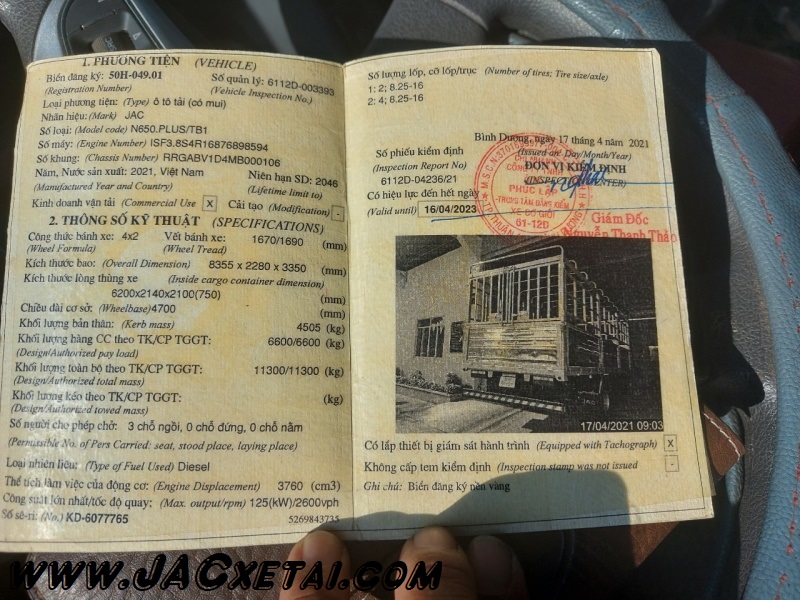 1. PHƯƠNG TIỆN (VEHICLE)
Biển đăng ký: 50H-049.01 Số quản lý: 6112D-003393
(Registration Number) (Vehicle Inspection No.)
Loại phương tiện: (Type) ô tô tải (có mui)
Nhãn hiệu: (Mark) JAC
Số loại: (Model code) N650.PLUS/TB1
Số máy: (Engine Number) ISF3.8S4R16876898594
Số khung: (Chassis Number) RRGABV1D4MB000106
Năm, Nước sản xuất: 2021, Việt Nam Niên hạn SD: 2046
(Manufactured Year and Country) (Lifetime limit to)
Kinh doanh vận tải (Commercial Use) X Cải tạo (Modification) -
2. THÔNG SỐ KỸ THUẬT (SPECIFICATIONS)
Công thức bánh xe: 4x2 Vết bánh xe: 1670/1690 (mm)
(Wheel Formula) (Wheel Tread)
Kích thước bao: (Overall Dimension) 8355 x 2280 x 3350 (mm)
Kích thước lòng thùng xe (Inside cargo container dimension)
6200x2140x2100(750) (mm)
Chiều dài cơ sở: (Wheelbase)4700 (mm)
Khối lượng bản thân: (Kerb mass) 4505 (kg)
Khối lượng hàng CC theo TK/CP TGGT: 6600/6600 (kg)
(Design/Authorized pay load)
Khối lượng toàn bộ theo TK/CP TGGT: 11300/11300 (kg)
(Design/Authorized total mass)
Khối lượng kéo theo TK/CP TGGT: (kg)
(Design/Authorized towed mass)
Số người cho phép chở: 3 chỗ ngồi, 0 chỗ đứng, 0 chỗ nằm
(Permissible No. of Pers Carried: seat, stood place, laying place)
Loại nhiên liệu: (Type of Fuel Used) Diesel
Thể tích làm việc của động cơ: (Engine Displacement) 3760 (cm3)
Công suất lớn nhất/tốc độ quay: (Max. output/rpm) 125(kW)/2600vph
Số sê-ri: (No.) KD-6077765 5269843735
Số lượng lốp, cỡ lốp/trục (Number of tires; Tire size/axle)
1: 2; 8.25-16
2: 4; 8.25-16
Bình Dương, ngày 17 tháng 4 năm 2021
(Issued on: Day/Month/Year)
Số phiếu kiểm định ĐƠN VỊ KIỂM ĐỊNH
(Inspection Report No)
6112D-04236/21
Có hiệu lực đến hết ngày
(Valid until) 16/04/2023
PHÚC LÂM
TRUNG TÂM ĐĂNG KIỂM
XE CƠ GIỚI
61-12D
Giám Đốc
Nguyễn Thanh Thảo
17/04/2021 09:03
Có lắp thiết bị giám sát hành trình (Equipped with Tachograph) X
Không cấp tem kiểm định (Inspection stamp was not issued -
Ghi chú: Biển đăng ký nền vàng
WWW.JACXETAI.COM